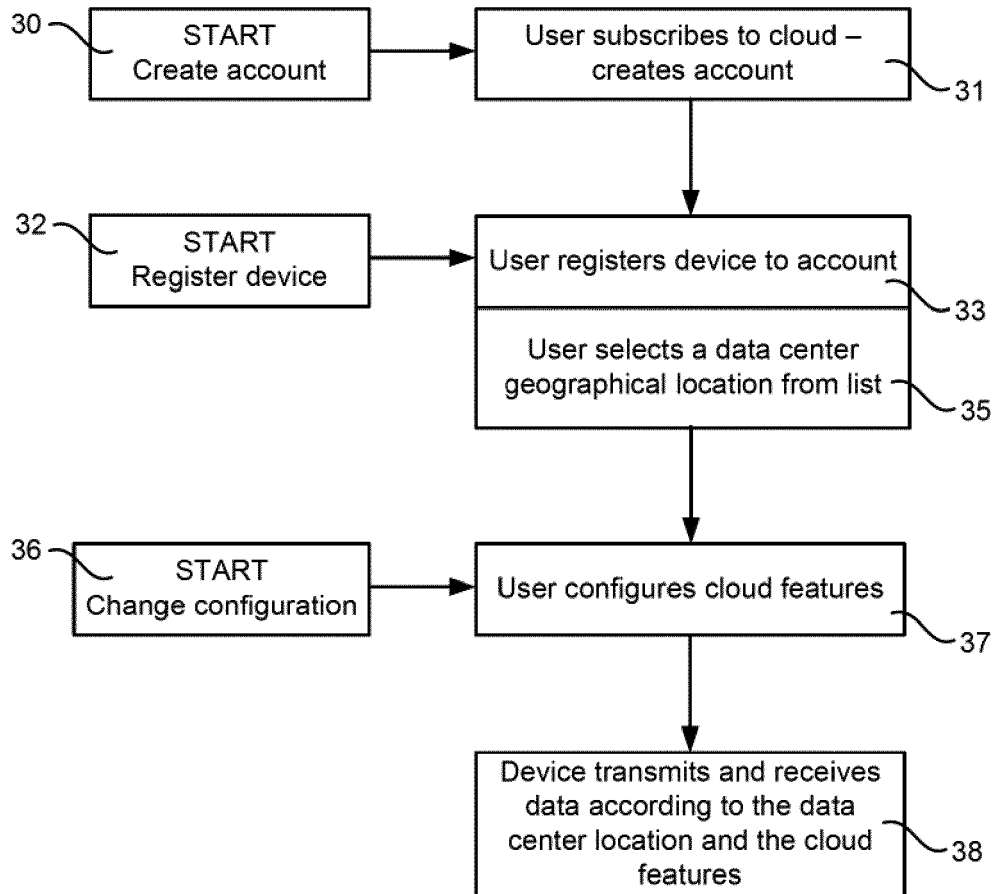 30
START
Create account
User subscribes to cloud –
creates account
31
32
START
Register device
User registers device to account
33
User selects a data center
geographical location from list
35
36
START
Change configuration
User configures cloud features
37
Device transmits and receives
data according to the data
center location and the cloud
features
38